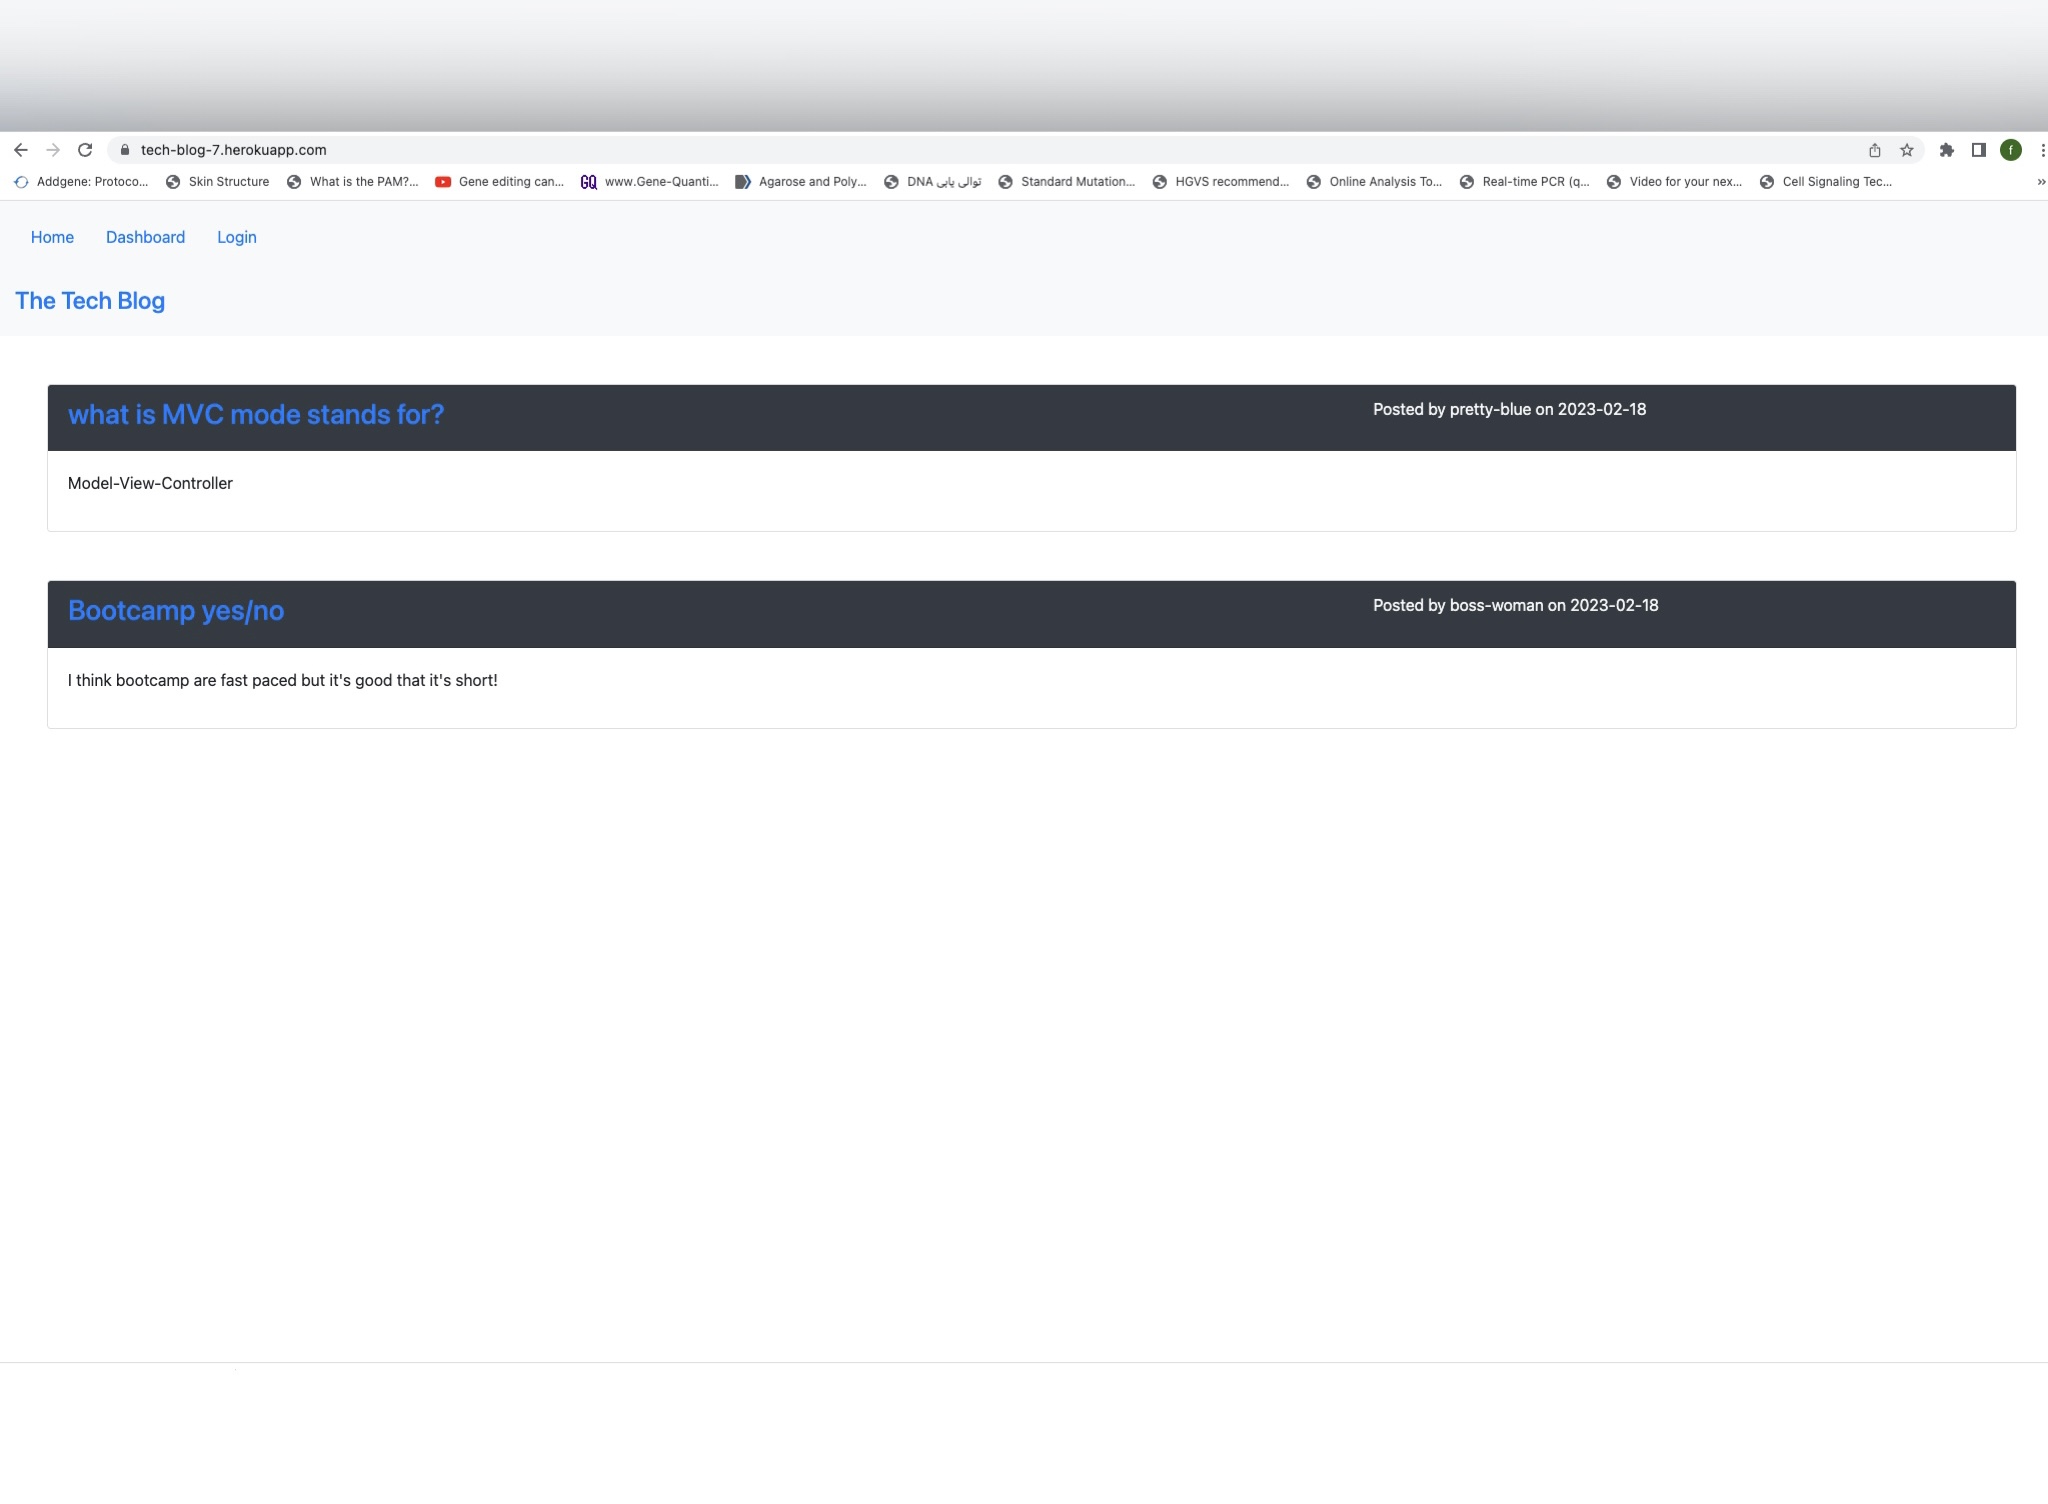 tech-blog-7.herokuapp.com
f
Addgene: Protoco... Skin Structure What is the PAM?... Gene editing can... GQ www.Gene-Quanti... Agarose and Poly... توالی یابی DNA Standard Mutation... HGVS recommend... Online Analysis To... Real-time PCR (q... Video for your nex... Cell Signaling Tec... »
Home Dashboard Login
The Tech Blog
what is MVC mode stands for? Posted by pretty-blue on 2023-02-18
Model-View-Controller
Bootcamp yes/no Posted by boss-woman on 2023-02-18
I think bootcamp are fast paced but it's good that it's short!